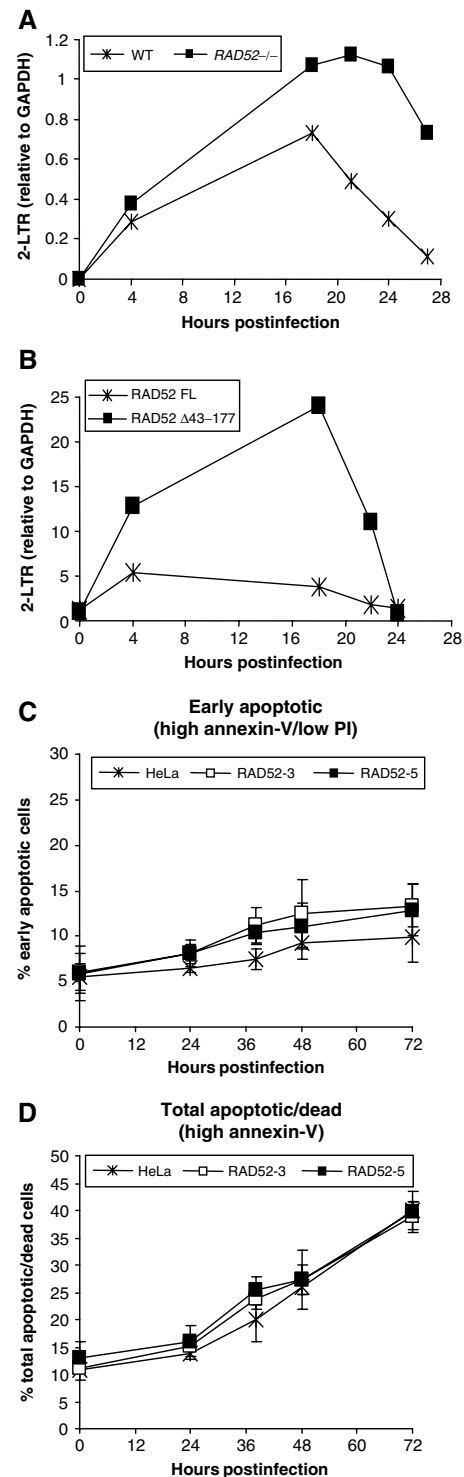 A
WT RAD52–/–
2-LTR (relative to GAPDH)
1.2
1
0.8
0.6
0.4
0.2
0
0 4 8 12 16 20 24 28
Hours postinfection
B
RAD52 FL
RAD52 Δ43–177
2-LTR (relative to GAPDH)
25
20
15
10
5
0
0 4 8 12 16 20 24 28
Hours postinfection
C
Early apoptotic
(high annexin-V/low PI)
HeLa RAD52-3 RAD52-5
% early apoptotic cells
30
25
20
15
10
5
0
0 12 24 36 48 60 72
Hours postinfection
D
Total apoptotic/dead
(high annexin-V)
HeLa RAD52-3 RAD52-5
% total apoptotic/dead cells
50
45
40
35
30
25
20
15
10
5
0
0 12 24 36 48 60 72
Hours postinfection